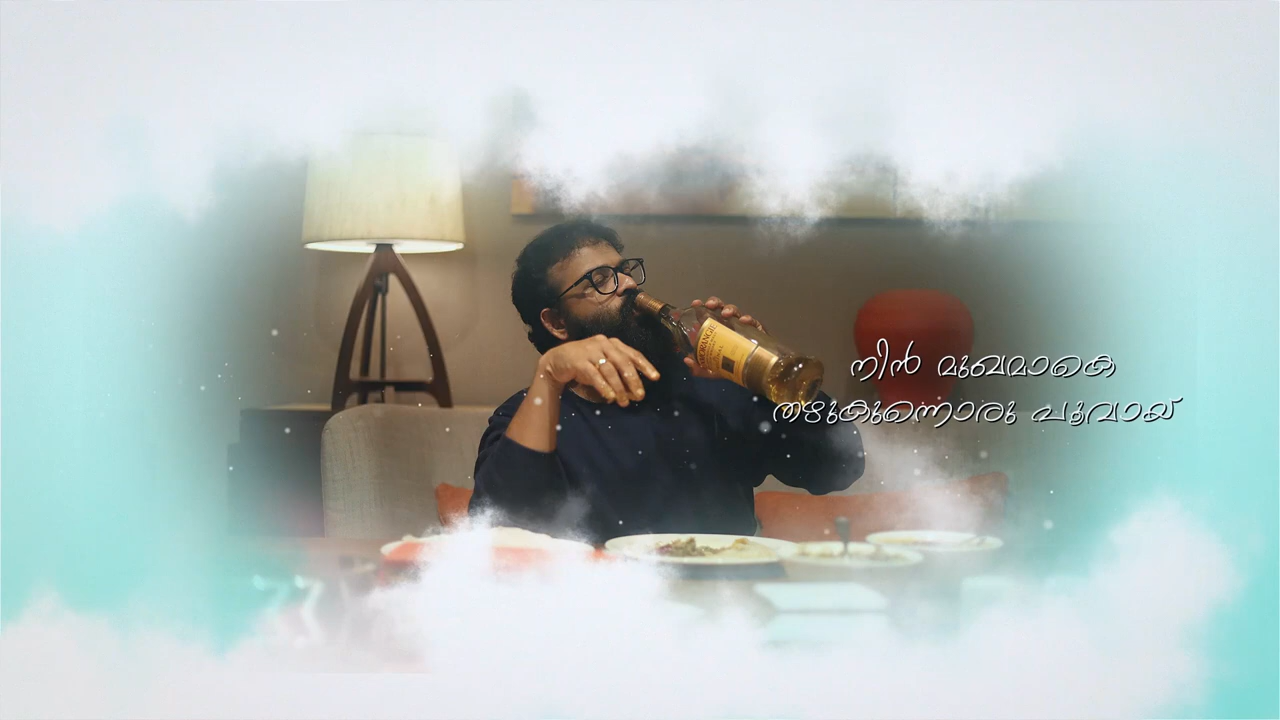 നിൻ മുഖമാകെ
തഴുകുന്നൊരു പൂവായ്